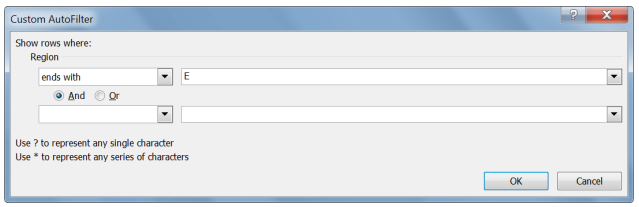 Custom AutoFilter
Show rows where:
Region
ends with E
And Or
Use ? to represent any single character
Use * to represent any series of characters
OK Cancel